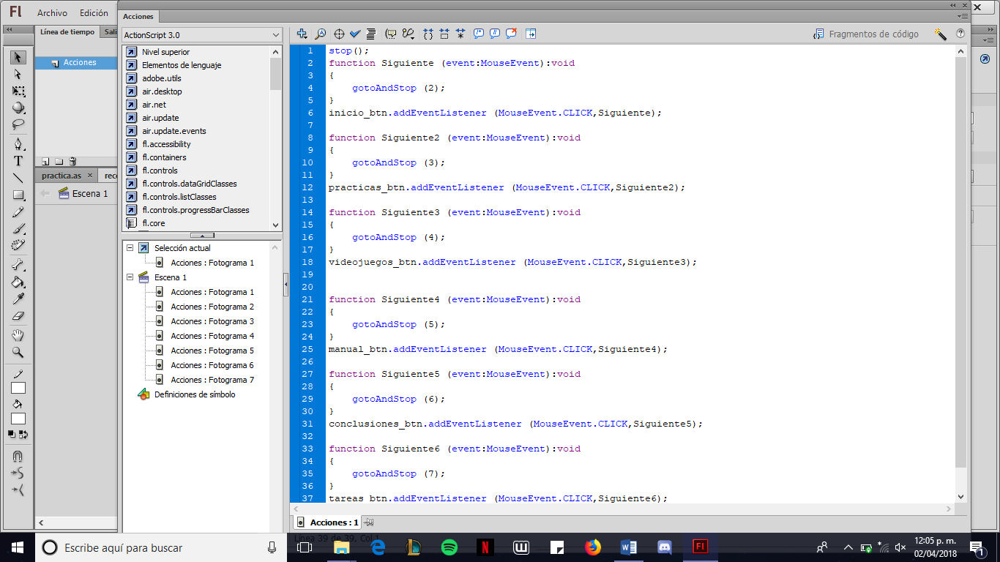 Fl
Archivo
Edición
Línea de tiempo
Acciones
practica.as
Escena 1
Acciones
ActionScript 3.0
Nivel superior
Elementos de lenguaje
adobe.utils
air.desktop
air.net
air.update
air.update.events
fl.accessibility
fl.containers
fl.controls
fl.controls.dataGridClasses
fl.controls.listClasses
fl.controls.progressBarClasses
fl.core
Selección actual
Acciones : Fotograma 1
Escena 1
Acciones : Fotograma 1
Acciones : Fotograma 2
Acciones : Fotograma 3
Acciones : Fotograma 4
Acciones : Fotograma 5
Acciones : Fotograma 6
Acciones : Fotograma 7
Definiciones de símbolo
Fragmentos de código
1 stop();
2 function Siguiente (event:MouseEvent):void
3 {
4 gotoAndStop (2);
5 }
6 inicio_btn.addEventListener (MouseEvent.CLICK,Siguiente);
7
8 function Siguiente2 (event:MouseEvent):void
9 {
10 gotoAndStop (3);
11 }
12 practicas_btn.addEventListener (MouseEvent.CLICK,Siguiente2);
13
14 function Siguiente3 (event:MouseEvent):void
15 {
16 gotoAndStop (4);
17 }
18 videojuegos_btn.addEventListener (MouseEvent.CLICK,Siguiente3);
19
20
21 function Siguiente4 (event:MouseEvent):void
22 {
23 gotoAndStop (5);
24 }
25 manual_btn.addEventListener (MouseEvent.CLICK,Siguiente4);
26
27 function Siguiente5 (event:MouseEvent):void
28 {
29 gotoAndStop (6);
30 }
31 conclusiones_btn.addEventListener (MouseEvent.CLICK,Siguiente5);
32
33 function Siguiente6 (event:MouseEvent):void
34 {
35 gotoAndStop (7);
36 }
37 tareas_btn.addEventListener (MouseEvent.CLICK,Siguiente6);
Acciones : 1
Línea 39 de 39, Col 1
Escribe aquí para buscar
12:05 p. m.
02/04/2018